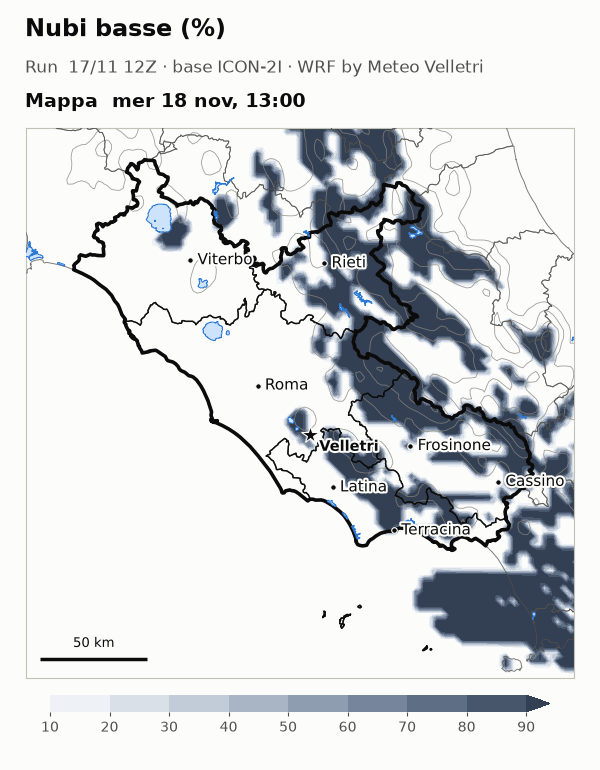 Nubi basse (%)
Run  17/11 12Z · base ICON-2I · WRF by Meteo Velletri
Mappa  mer 18 nov, 13:00
Viterbo
Rieti
Roma
Velletri
Frosinone
Latina
Cassino
Terracina
50 km
10 20 30 40 50 60 70 80 90